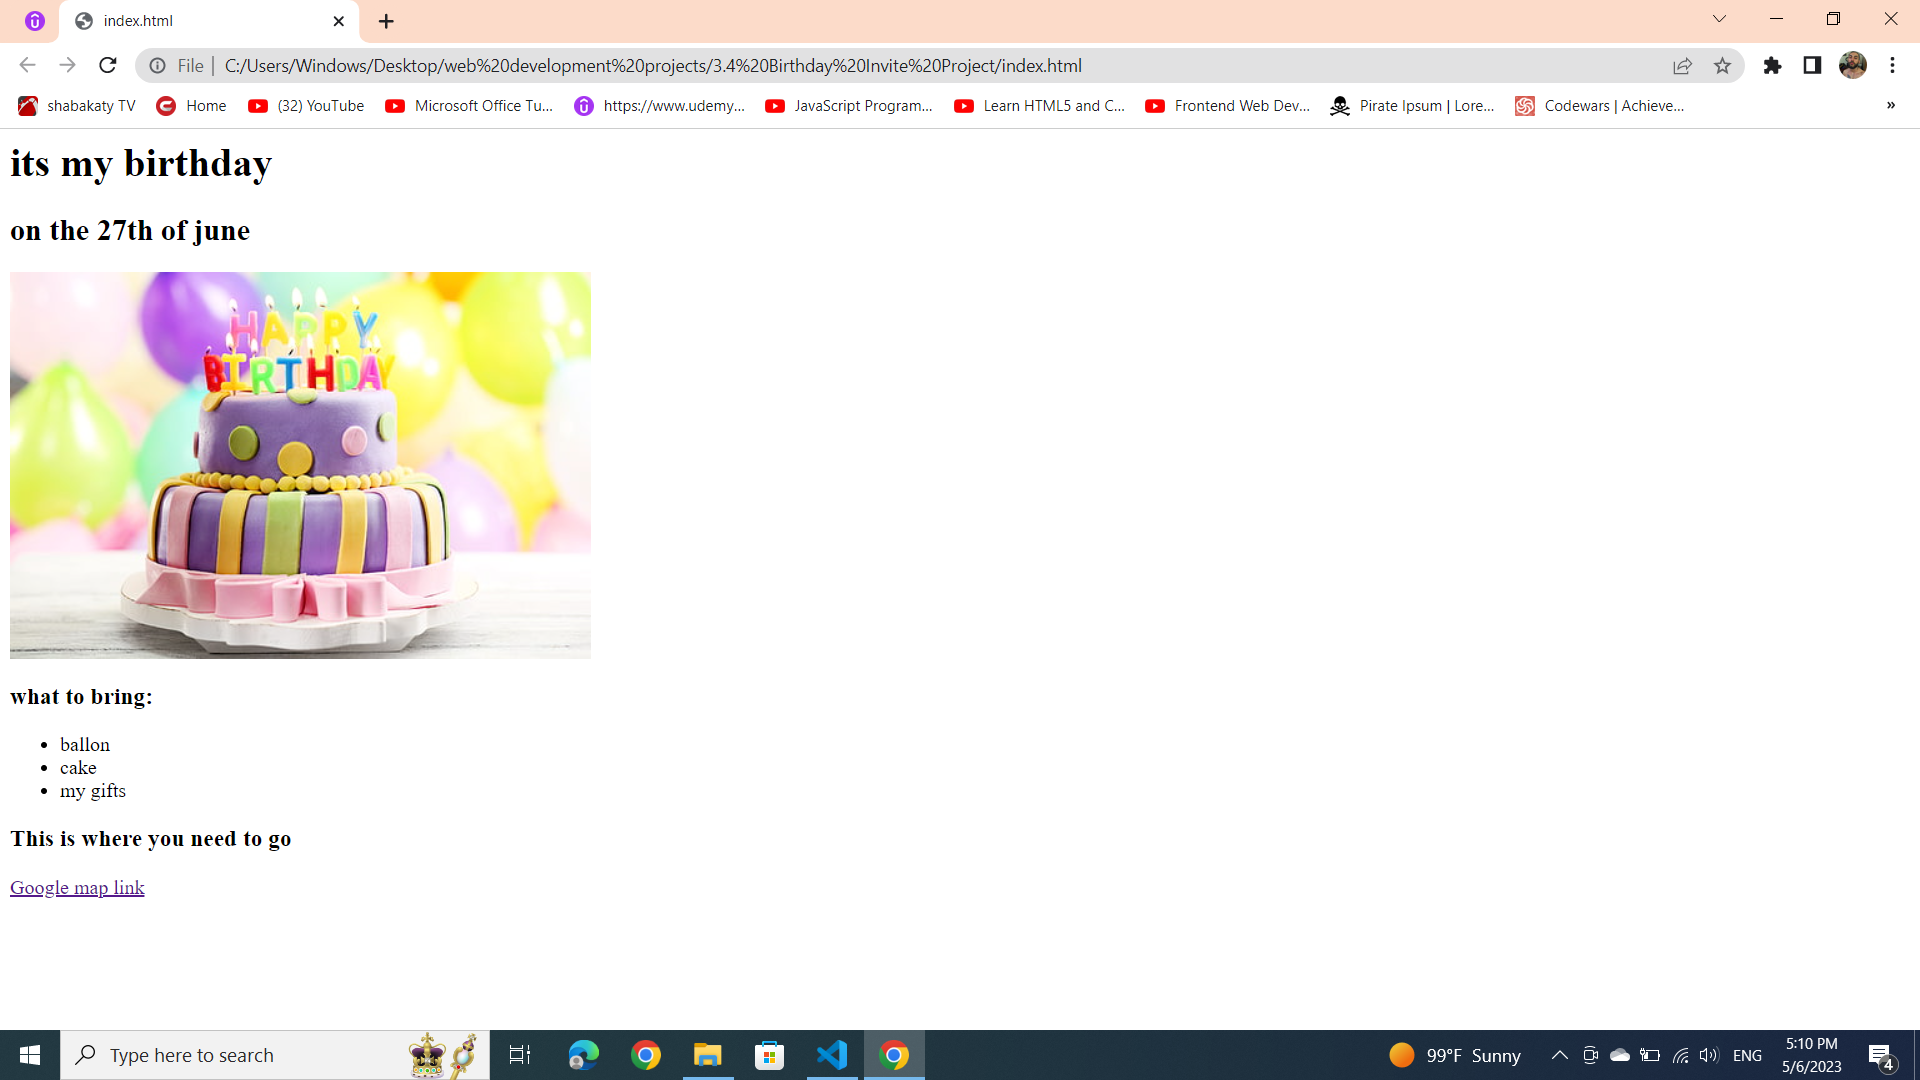 index.html
File | C:/Users/Windows/Desktop/web%20development%20projects/3.4%20Birthday%20Invite%20Project/index.html
shabakaty TV Home (32) YouTube Microsoft Office Tu... https://www.udemy... JavaScript Program... Learn HTML5 and C... Frontend Web Dev... Pirate Ipsum | Lore... Codewars | Achieve... »
its my birthday
on the 27th of june
HAPPY
BIRTHDAY
what to bring:
• ballon
• cake
• my gifts
This is where you need to go
Google map link
Type here to search
99°F Sunny
ENG
5:10 PM
5/6/2023
4